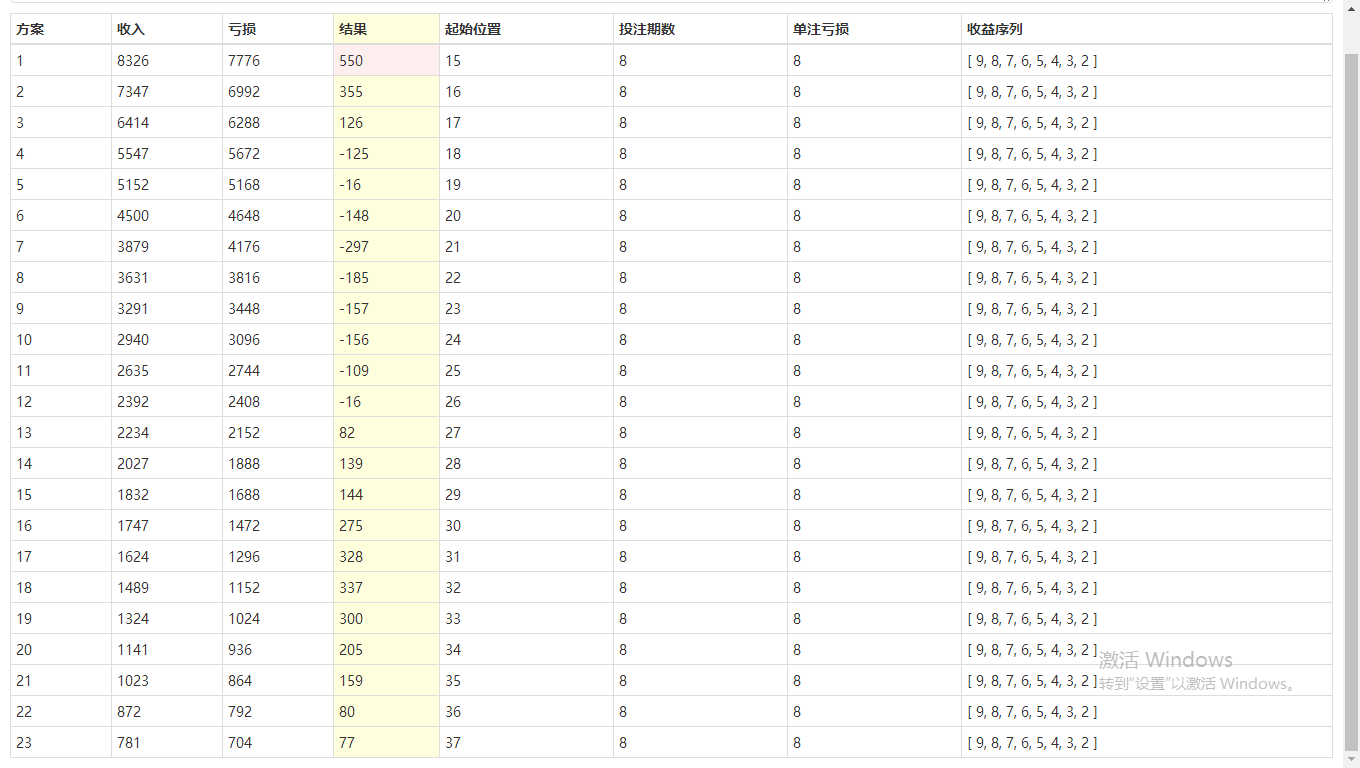 方案 收入 亏损 结果 起始位置 投注期数 单注亏损 收益序列
1 8326 7776 550 15 8 8 [ 9, 8, 7, 6, 5, 4, 3, 2 ]
2 7347 6992 355 16 8 8 [ 9, 8, 7, 6, 5, 4, 3, 2 ]
3 6414 6288 126 17 8 8 [ 9, 8, 7, 6, 5, 4, 3, 2 ]
4 5547 5672 -125 18 8 8 [ 9, 8, 7, 6, 5, 4, 3, 2 ]
5 5152 5168 -16 19 8 8 [ 9, 8, 7, 6, 5, 4, 3, 2 ]
6 4500 4648 -148 20 8 8 [ 9, 8, 7, 6, 5, 4, 3, 2 ]
7 3879 4176 -297 21 8 8 [ 9, 8, 7, 6, 5, 4, 3, 2 ]
8 3631 3816 -185 22 8 8 [ 9, 8, 7, 6, 5, 4, 3, 2 ]
9 3291 3448 -157 23 8 8 [ 9, 8, 7, 6, 5, 4, 3, 2 ]
10 2940 3096 -156 24 8 8 [ 9, 8, 7, 6, 5, 4, 3, 2 ]
11 2635 2744 -109 25 8 8 [ 9, 8, 7, 6, 5, 4, 3, 2 ]
12 2392 2408 -16 26 8 8 [ 9, 8, 7, 6, 5, 4, 3, 2 ]
13 2234 2152 82 27 8 8 [ 9, 8, 7, 6, 5, 4, 3, 2 ]
14 2027 1888 139 28 8 8 [ 9, 8, 7, 6, 5, 4, 3, 2 ]
15 1832 1688 144 29 8 8 [ 9, 8, 7, 6, 5, 4, 3, 2 ]
16 1747 1472 275 30 8 8 [ 9, 8, 7, 6, 5, 4, 3, 2 ]
17 1624 1296 328 31 8 8 [ 9, 8, 7, 6, 5, 4, 3, 2 ]
18 1489 1152 337 32 8 8 [ 9, 8, 7, 6, 5, 4, 3, 2 ]
19 1324 1024 300 33 8 8 [ 9, 8, 7, 6, 5, 4, 3, 2 ]
20 1141 936 205 34 8 8 [ 9, 8, 7, 6, 5, 4, 3, 2 ]
激活 Windows
21 1023 864 159 35 8 8 [ 9, 8, 7, 6, 5, 4, 3, 2 ]
转到"设置"以激活 Windows。
22 872 792 80 36 8 8 [ 9, 8, 7, 6, 5, 4, 3, 2 ]
23 781 704 77 37 8 8 [ 9, 8, 7, 6, 5, 4, 3, 2 ]